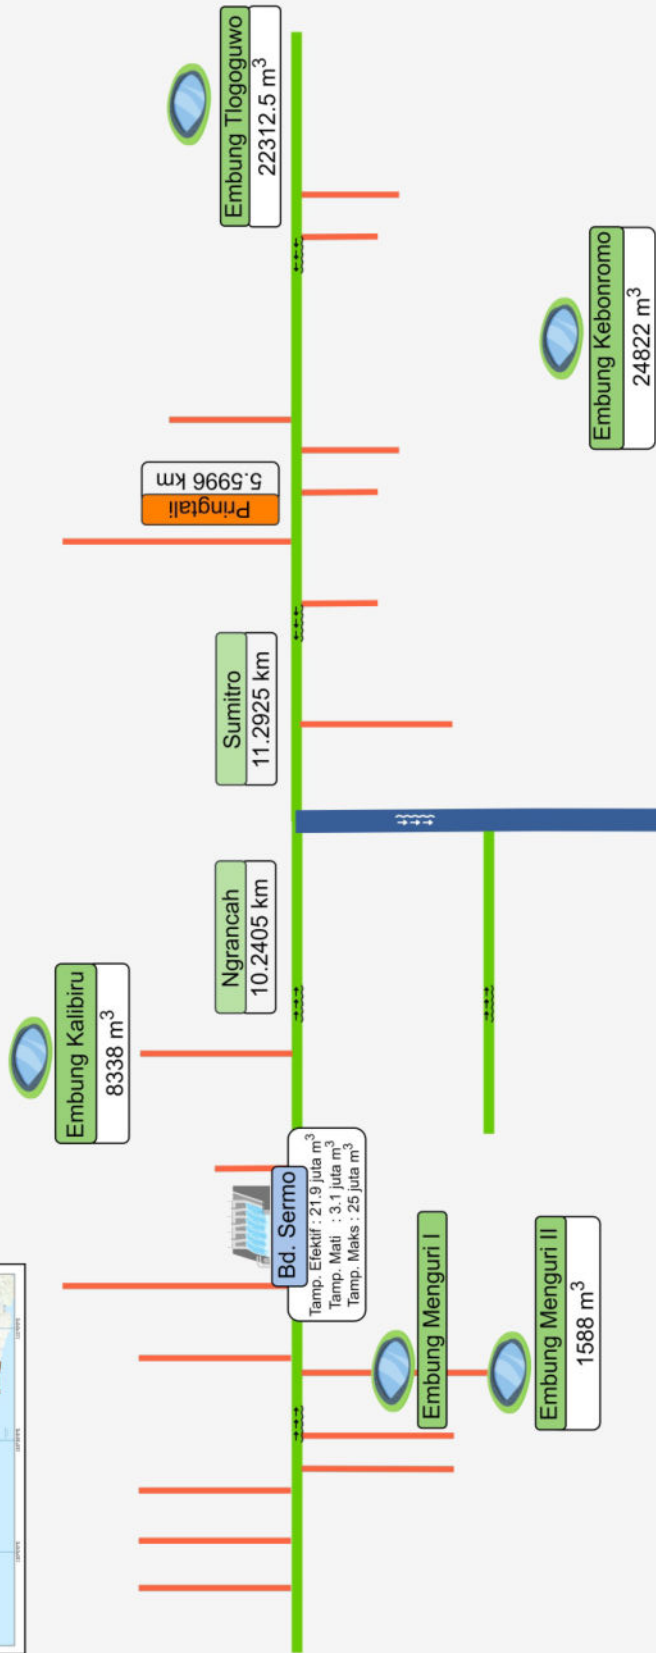 Embung Tlogoguwo
22312.5 m³
Embung Kebonromo
24822 m³
Pringtali
5.5996 km
Sumitro
11.2925 km
Ngrancah
10.2405 km
Embung Kalibiru
8338 m³
Bd. Sermo
Tamp. Efektif : 21.9 juta m³
Tamp. Mati : 3.1 juta m³
Tamp. Maks : 25 juta m³
Embung Menguri I
Embung Menguri II
1588 m³